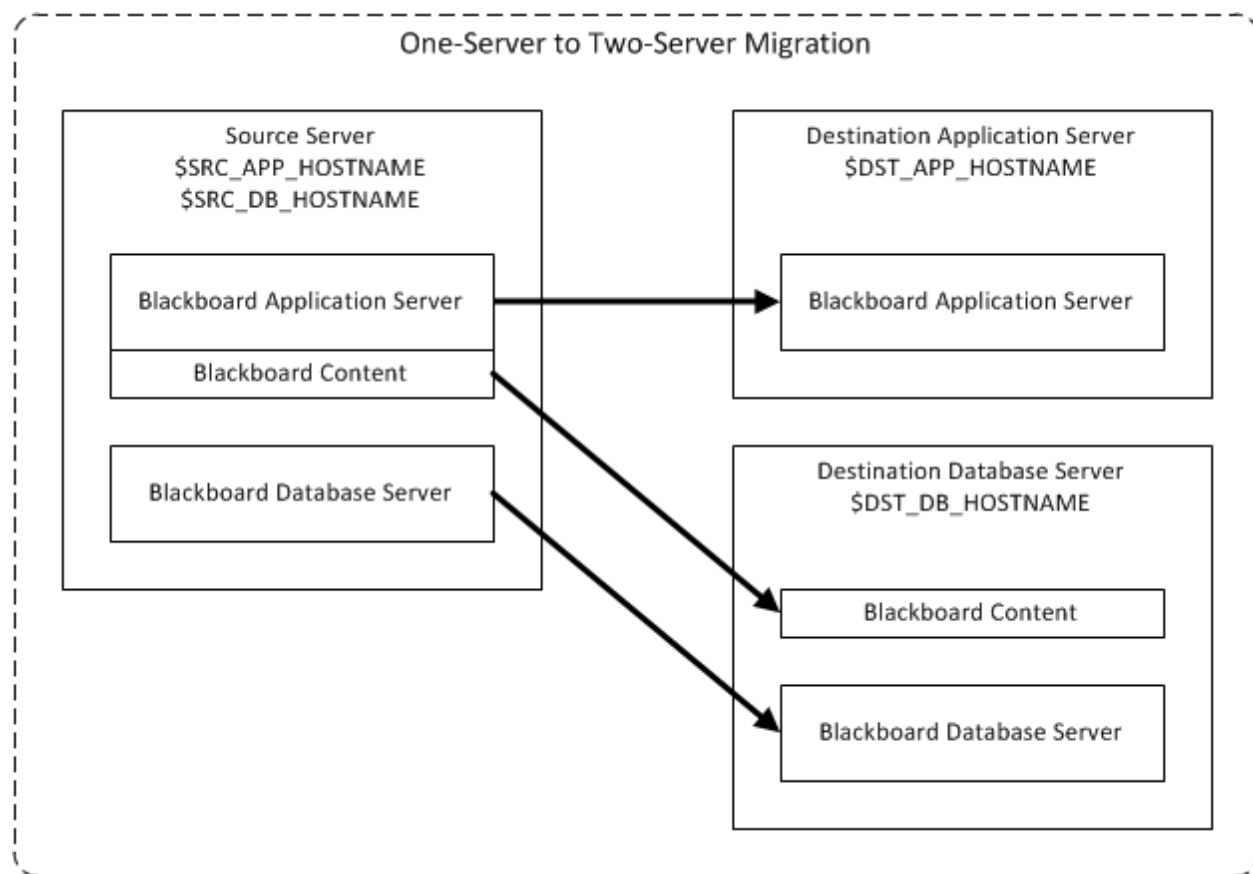 One-Server to Two-Server Migration
Source Server
$SRC_APP_HOSTNAME
$SRC_DB_HOSTNAME
Blackboard Application Server
Blackboard Content
Blackboard Database Server
Destination Application Server
$DST_APP_HOSTNAME
Blackboard Application Server
Destination Database Server
$DST_DB_HOSTNAME
Blackboard Content
Blackboard Database Server